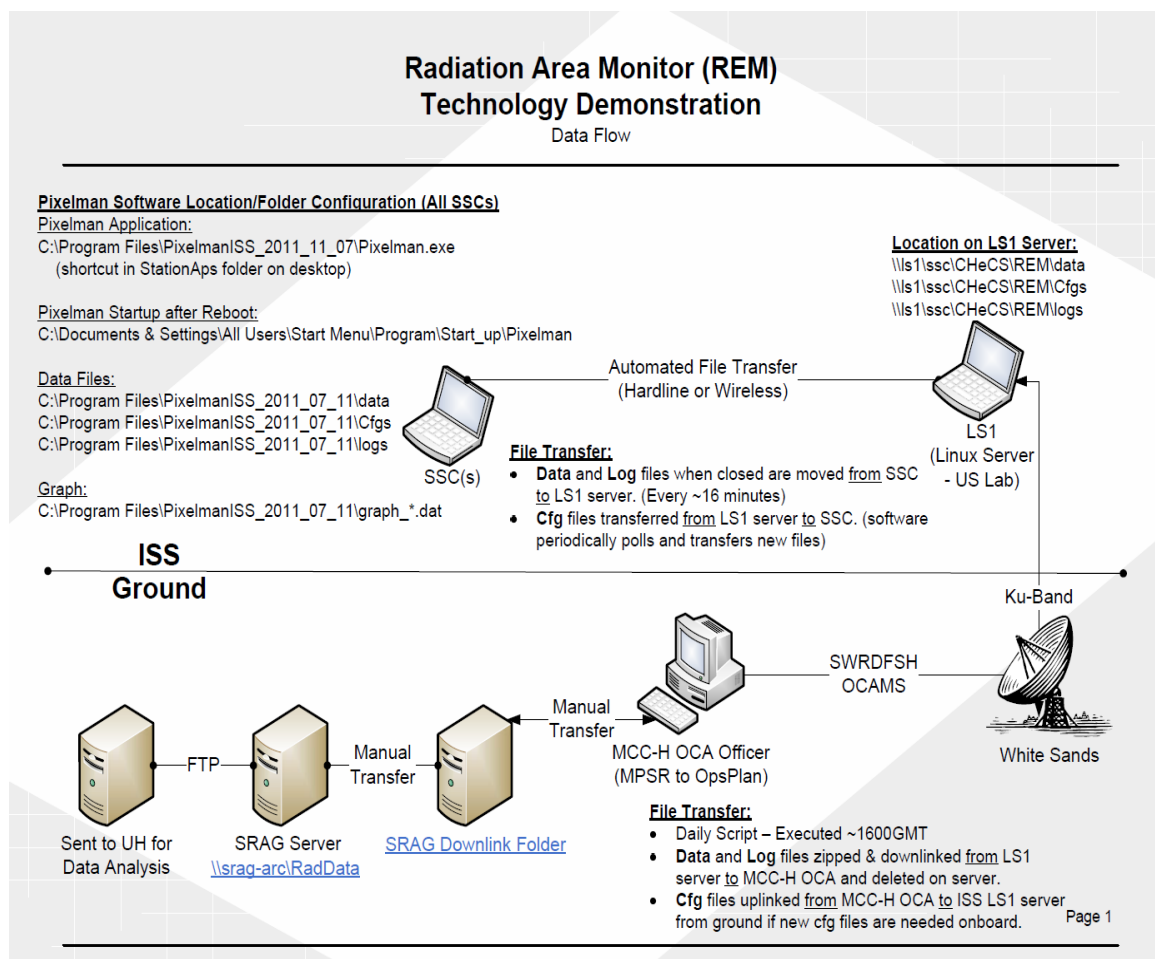 Radiation Area Monitor (REM)
Technology Demonstration
Data Flow
Pixelman Software Location/Folder Configuration (All SSCs)
Pixelman Application:
C:\Program Files\PixelmanISS_2011_11_07\Pixelman.exe
(shortcut in StationAps folder on desktop)
Pixelman Startup after Reboot:
C:\Documents & Settings\All Users\Start Menu\Program\Start_up\Pixelman
Data Files:
C:\Program Files\PixelmanISS_2011_07_11\data
C:\Program Files\PixelmanISS_2011_07_11\Cfgs
C:\Program Files\PixelmanISS_2011_07_11\logs
Graph:
C:\Program Files\PixelmanISS_2011_07_11\graph_*.dat
SSC(s)
Automated File Transfer
(Hardline or Wireless)
Location on LS1 Server:
\\ls1\ssc\CHeCS\REM\data
\\ls1\ssc\CHeCS\REM\Cfgs
\\ls1\ssc\CHeCS\REM\logs
LS1
(Linux Server
- US Lab)
File Transfer:
• Data and Log files when closed are moved from SSC
to LS1 server. (Every ~16 minutes)
• Cfg files transferred from LS1 server to SSC. (software
periodically polls and transfers new files)
ISS
Ground
Ku-Band
White Sands
SWRDFSH
OCAMS
MCC-H OCA Officer
(MPSR to OpsPlan)
Manual
Transfer
SRAG Downlink Folder
Manual
Transfer
SRAG Server
\\srag-arc\RadData
FTP
Sent to UH for
Data Analysis
File Transfer:
• Daily Script – Executed ~1600GMT
• Data and Log files zipped & downlinked from LS1
server to MCC-H OCA and deleted on server.
• Cfg files uplinked from MCC-H OCA to ISS LS1 server
from ground if new cfg files are needed onboard.
Page 1